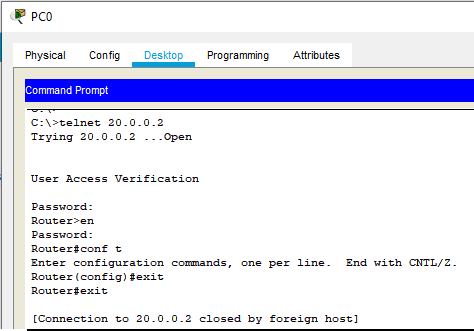 PC0
Physical Config Desktop Programming Attributes
Command Prompt
C:\>telnet 20.0.0.2
Trying 20.0.0.2 ...Open
User Access Verification
Password:
Router>en
Password:
Router#conf t
Enter configuration commands, one per line.  End with CNTL/Z.
Router(config)#exit
Router#exit
[Connection to 20.0.0.2 closed by foreign host]